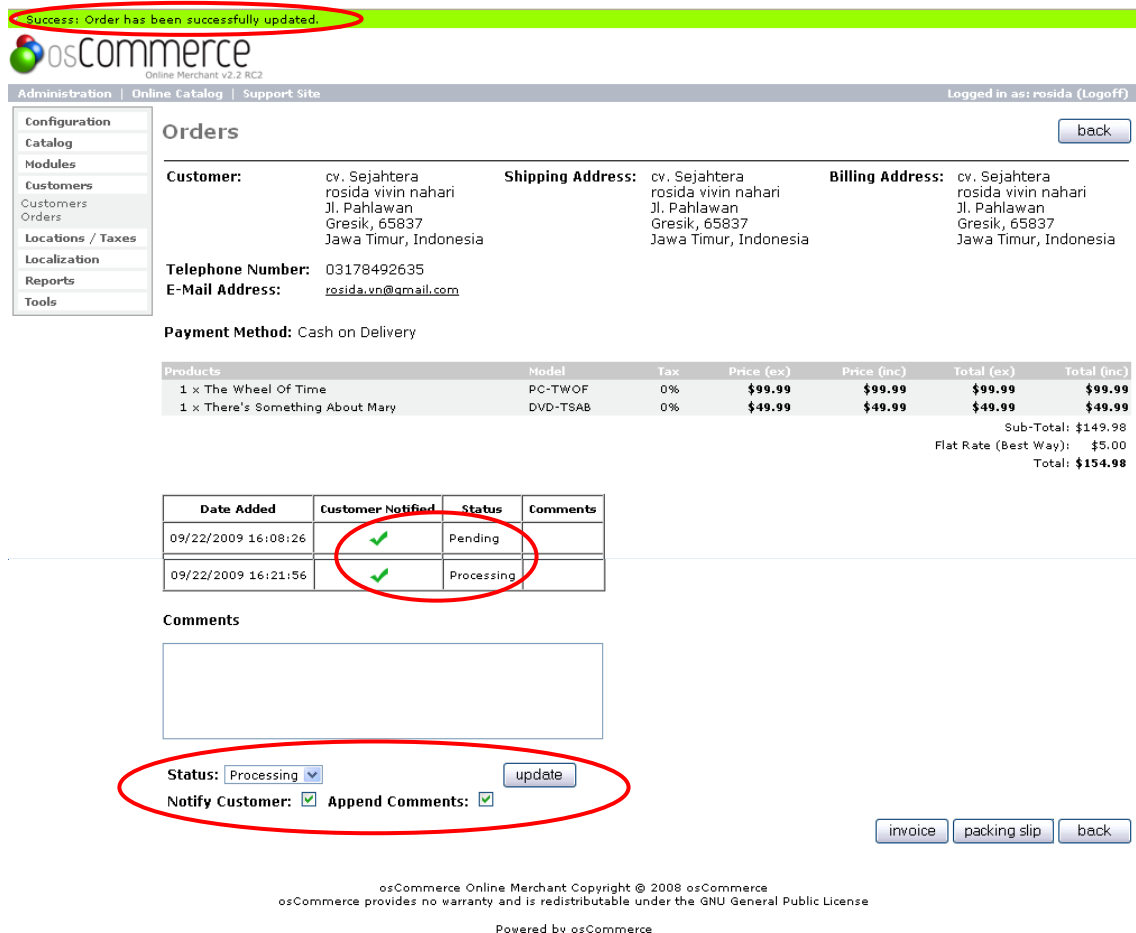 Success: Order has been successfully updated.
osCommerce
Online Merchant v2.2 RC2
Administration | Online Catalog | Support Site Logged in as: rosida (Logoff)
Configuration
Catalog
Modules
Customers
Customers
Orders
Locations / Taxes
Localization
Reports
Tools
Orders back
Customer: cv. Sejahtera Shipping Address: cv. Sejahtera Billing Address: cv. Sejahtera
rosida vivin nahari rosida vivin nahari rosida vivin nahari
Jl. Pahlawan Jl. Pahlawan Jl. Pahlawan
Gresik, 65837 Gresik, 65837 Gresik, 65837
Jawa Timur, Indonesia Jawa Timur, Indonesia Jawa Timur, Indonesia
Telephone Number: 03178492635
E-Mail Address: rosida.vn@gmail.com
Payment Method: Cash on Delivery
Products Model Tax Price (ex) Price (inc) Total (ex) Total (inc)
1 x The Wheel Of Time PC-TWOF 0% $99.99 $99.99 $99.99 $99.99
1 x There's Something About Mary DVD-TSAB 0% $49.99 $49.99 $49.99 $49.99
Sub-Total: $149.98
Flat Rate (Best Way): $5.00
Total: $154.98
Date Added Customer Notified Status Comments
09/22/2009 16:08:26 Pending
09/22/2009 16:21:56 Processing
Comments
Status: Processing update
Notify Customer: Append Comments:
invoice packing slip back
osCommerce Online Merchant Copyright © 2008 osCommerce
osCommerce provides no warranty and is redistributable under the GNU General Public License
Powered by osCommerce